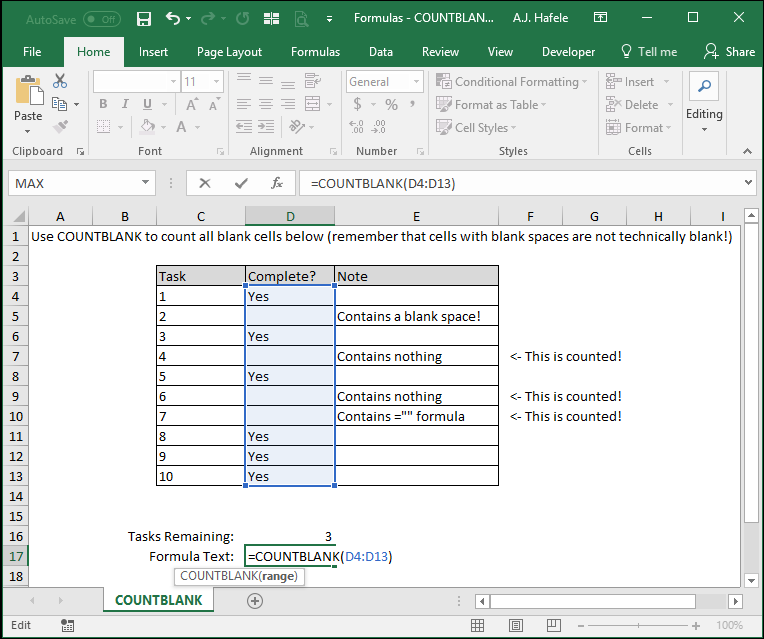 AutoSave Off Formulas - COUNTBLAN... A.J. Hafele
File Home Insert Page Layout Formulas Data Review View Developer Tell me Share
Paste
Clipboard
11
B I U A A
A
Font
Alignment
General
$ % ,
.00 .00
Number
Conditional Formatting
Format as Table
Cell Styles
Styles
Insert
Delete
Format
Cells
Editing
MAX fx =COUNTBLANK(D4:D13)
A B C D E F G H I
1 Use COUNTBLANK to count all blank cells below (remember that cells with blank spaces are not technically blank!)
2
3 Task Complete? Note
4 1 Yes
5 2 Contains a blank space!
6 3 Yes
7 4 Contains nothing <- This is counted!
8 5 Yes
9 6 Contains nothing <- This is counted!
10 7 Contains ="" formula <- This is counted!
11 8 Yes
12 9 Yes
13 10 Yes
14
15
16 Tasks Remaining: 3
17 Formula Text: =COUNTBLANK(D4:D13)
18 COUNTBLANK(range)
COUNTBLANK
Edit 100%